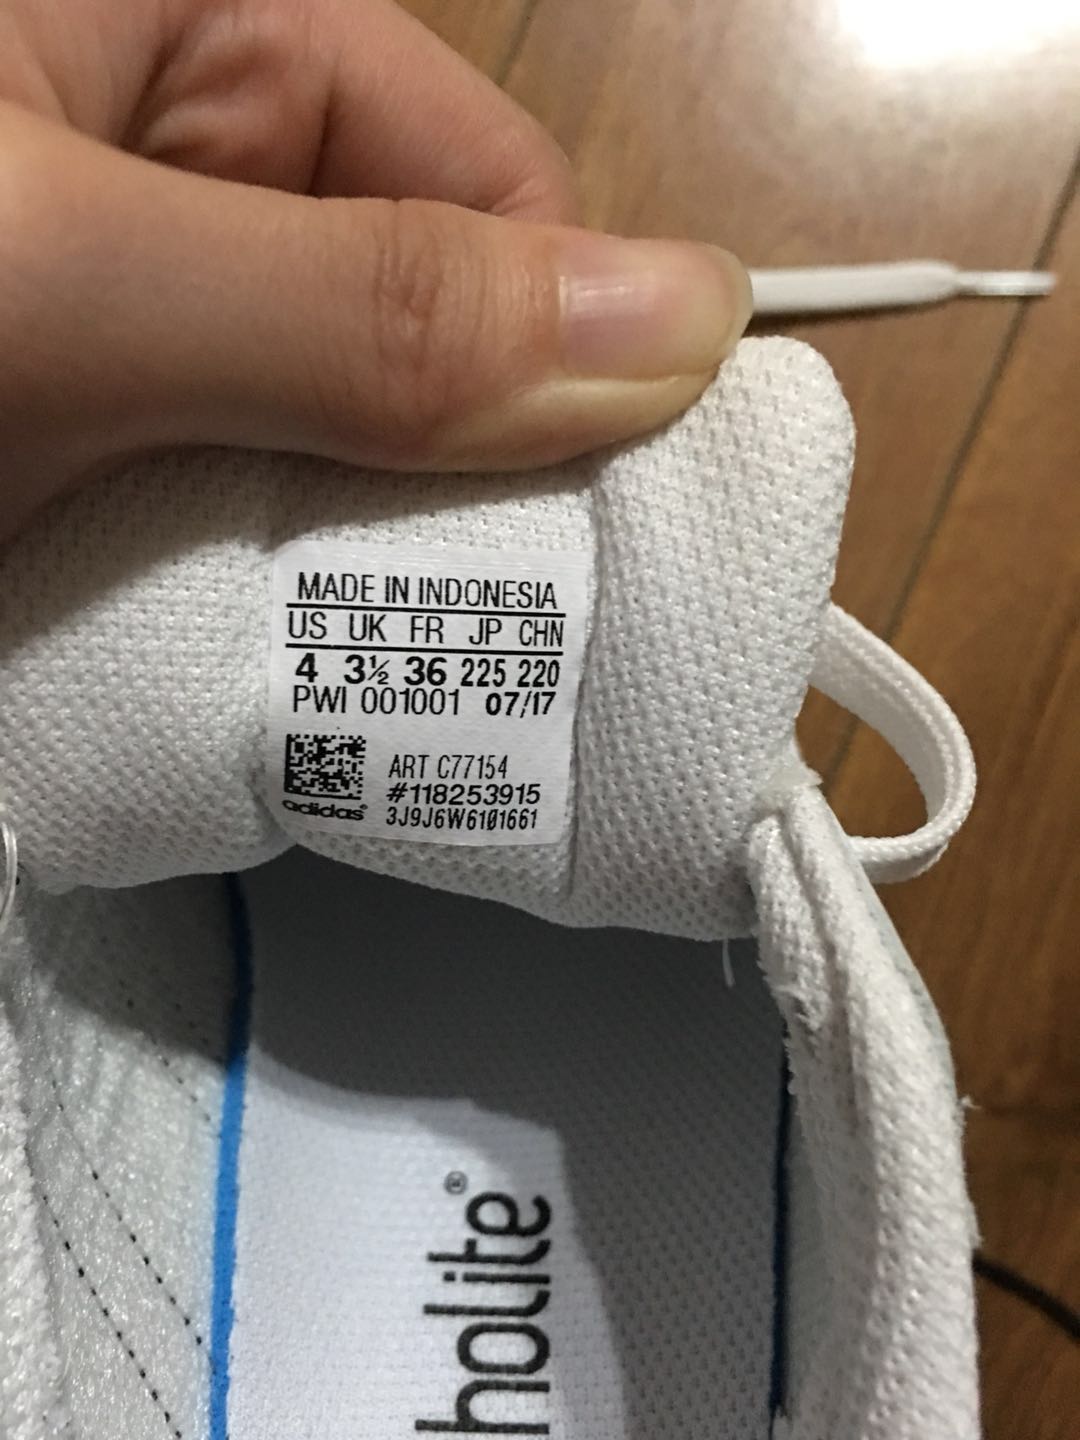 MADE IN INDONESIA
US UK FR JP CHN
4 3½ 36 225 220
PWI 001001 07/17
ART C77154
#118253915
adidas®
3J9J6W6101661
holite®